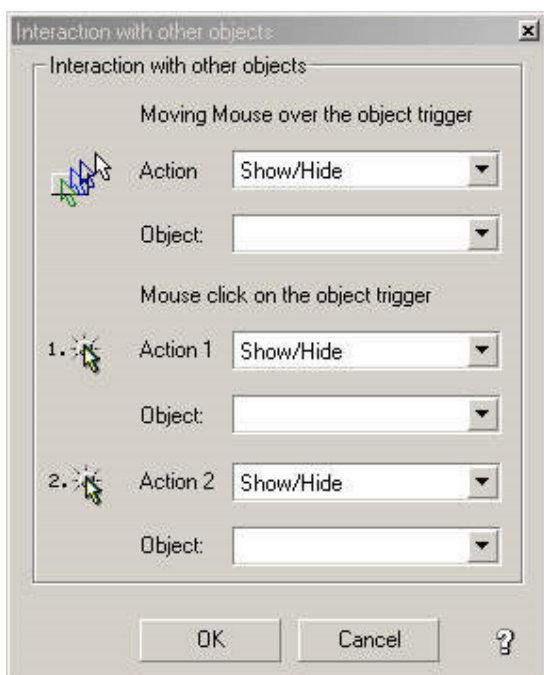 Interaction with other objects
Interaction with other objects
Moving Mouse over the object trigger
Action Show/Hide
Object:
Mouse click on the object trigger
1. Action 1 Show/Hide
Object:
2. Action 2 Show/Hide
Object:
OK Cancel ?